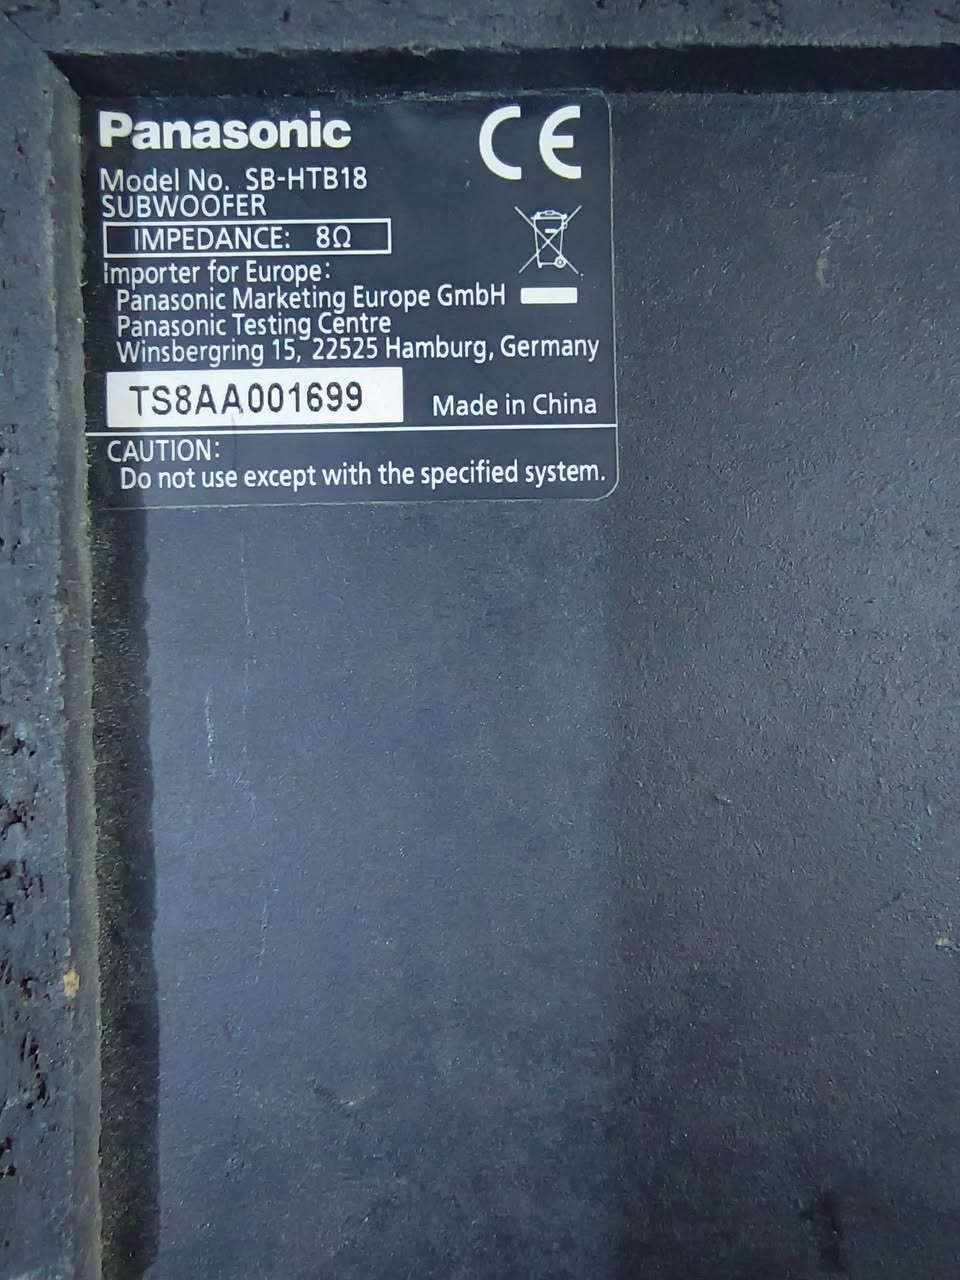 Panasonic
CE
Model No. SB-HTB18
SUBWOOFER
IMPEDANCE: 8Ω
Importer for Europe:
Panasonic Marketing Europe GmbH
Panasonic Testing Centre
Winsbergring 15, 22525 Hamburg, Germany
TS8AA001699
Made in China
CAUTION:
Do not use except with the specified system.